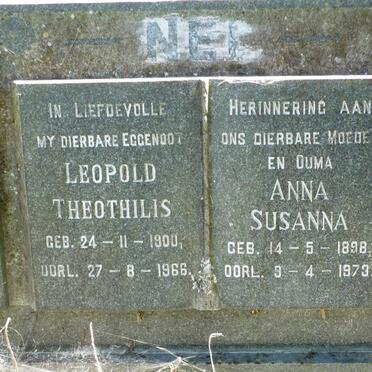 NEL
IN LIEFDEVOLLE
MY DIERBARE EGGENOOT
LEOPOLD
THEOTHILIS
GEB. 24-11-1900,
OORL. 27-8-1966
HERINNERING AAN
ONS DIERBARE MOEDE
EN OUMA
ANNA
SUSANNA
GEB. 14-5-1898.
OORL. 3-4-1973.